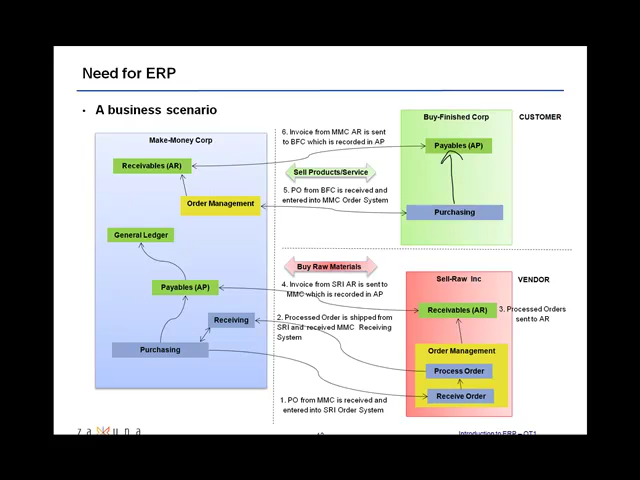 Need for ERP
• A business scenario
Make-Money Corp
Receivables (AR)
Order Management
General Ledger
Payables (AP)
Receiving
Purchasing
6. Invoice from MMC AR is sent
to BFC which is recorded in AP
Sell Products/Service
5. PO from BFC is received and
entered into MMC Order System
Buy Raw Materials
4. Invoice from SRI AR is sent to
MMC which is recorded in AP
2. Processed Order is shipped from
SRI and received MMC Receiving
System
1. PO from MMC is received and
entered into SRI Order System
Buy-Finished Corp
CUSTOMER
Payables (AP)
Purchasing
Sell-Raw Inc
VENDOR
Receivables (AR)
3. Processed Orders
sent to AR
Order Management
Process Order
Receive Order
Introduction to ERP – OT1